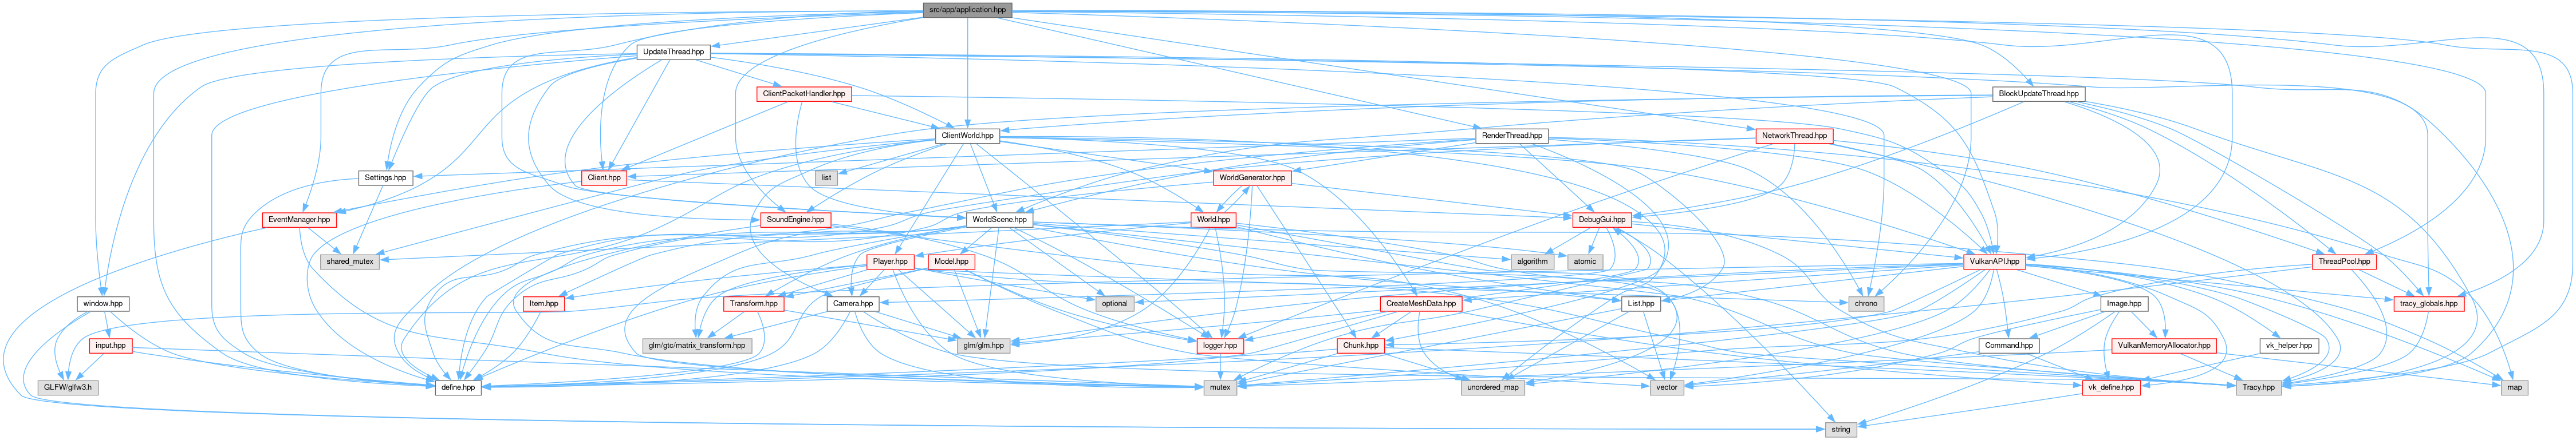 src/app/application.hpp
UpdateThread.hpp
ClientPacketHandler.hpp
BlockUpdateThread.hpp
ClientWorld.hpp
RenderThread.hpp
NetworkThread.hpp
Settings.hpp
Client.hpp
list
WorldGenerator.hpp
EventManager.hpp
SoundEngine.hpp
WorldScene.hpp
World.hpp
DebugGui.hpp
shared_mutex
Player.hpp
Model.hpp
algorithm
atomic
VulkanAPI.hpp
ThreadPool.hpp
window.hpp
Item.hpp
Transform.hpp
Camera.hpp
optional
CreateMeshData.hpp
List.hpp
chrono
Image.hpp
tracy_globals.hpp
input.hpp
glm/gtc/matrix_transform.hpp
glm/glm.hpp
logger.hpp
Chunk.hpp
Command.hpp
VulkanMemoryAllocator.hpp
vk_helper.hpp
GLFW/glfw3.h
define.hpp
mutex
unordered_map
vector
vk_define.hpp
Tracy.hpp
map
string